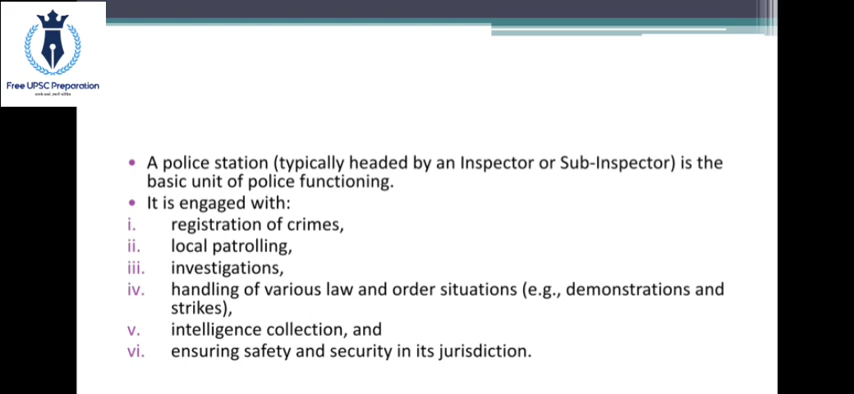 Free UPSC Preparation
• A police station (typically headed by an Inspector or Sub-Inspector) is the
basic unit of police functioning.
• It is engaged with:
i. registration of crimes,
ii. local patrolling,
iii. investigations,
iv. handling of various law and order situations (e.g., demonstrations and
strikes),
v. intelligence collection, and
vi. ensuring safety and security in its jurisdiction.